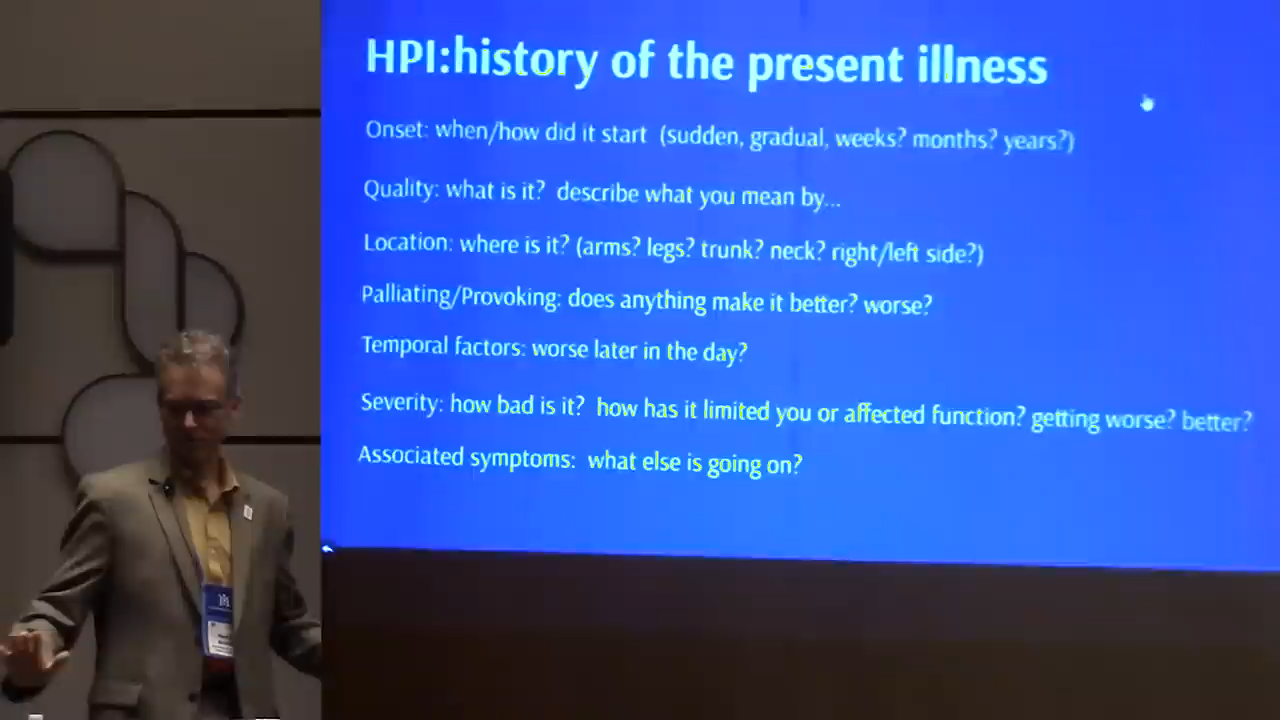 HPI:history of the present illness
Onset: when/how did it start (sudden, gradual, weeks? months? years?)
Quality: what is it? describe what you mean by...
Location: where is it? (arms? legs? trunk? neck? right/left side?)
Palliating/Provoking: does anything make it better? worse?
Temporal factors: worse later in the day?
Severity: how bad is it? how has it limited you or affected function? getting worse? better?
Associated symptoms: what else is going on?